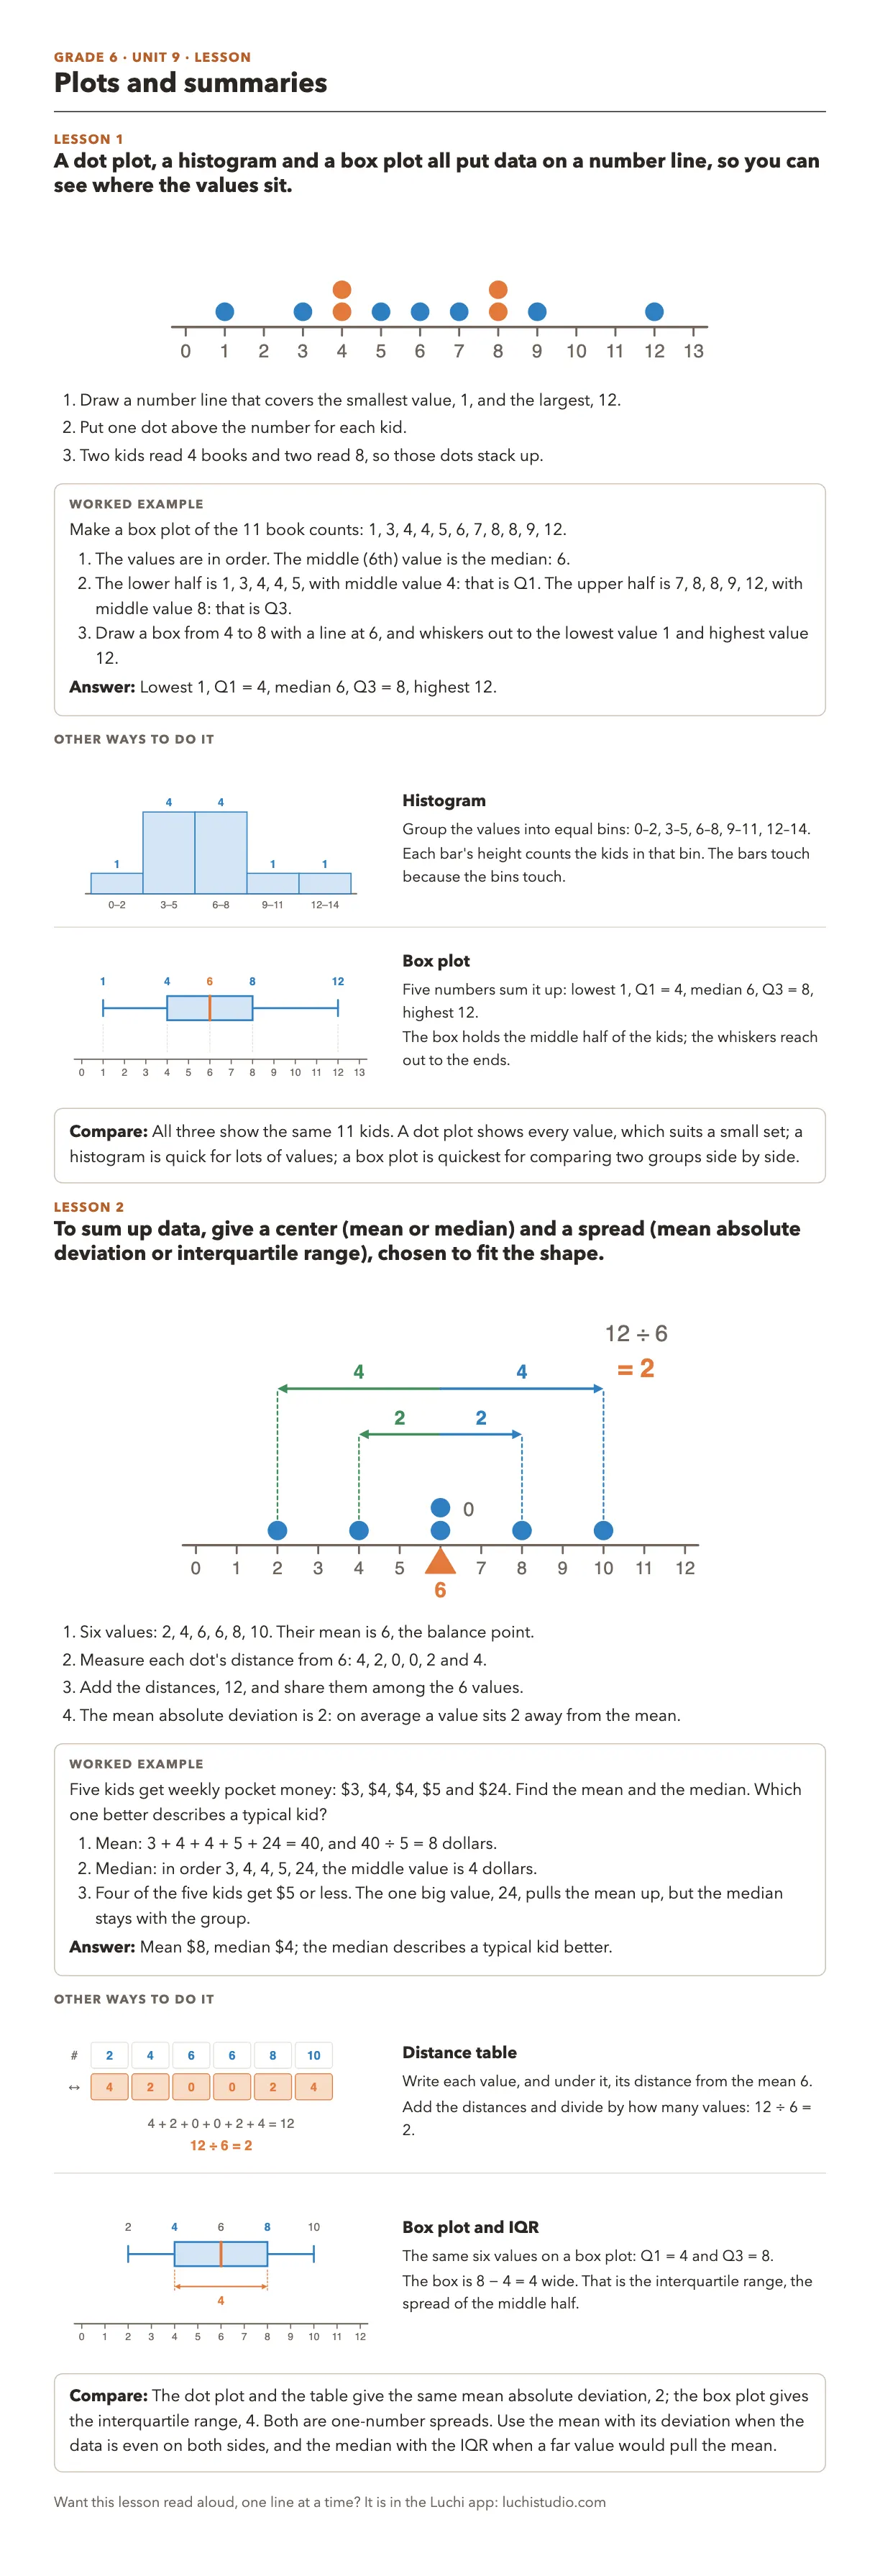 GRADE 6 · UNIT 9 · LESSON
Plots and summaries
LESSON 1
A dot plot, a histogram and a box plot all put data on a number line, so you can
see where the values sit.
0 1 2 3 4 5 6 7 8 9 10 11 12 13
1. Draw a number line that covers the smallest value, 1, and the largest, 12.
2. Put one dot above the number for each kid.
3. Two kids read 4 books and two read 8, so those dots stack up.
WORKED EXAMPLE
Make a box plot of the 11 book counts: 1, 3, 4, 4, 5, 6, 7, 8, 8, 9, 12.
1. The values are in order. The middle (6th) value is the median: 6.
2. The lower half is 1, 3, 4, 4, 5, with middle value 4: that is Q1. The upper half is 7, 8, 8, 9, 12, with
middle value 8: that is Q3.
3. Draw a box from 4 to 8 with a line at 6, and whiskers out to the lowest value 1 and highest value
12.
Answer: Lowest 1, Q1 = 4, median 6, Q3 = 8, highest 12.
OTHER WAYS TO DO IT
4 4
1 1 1
0–2 3–5 6–8 9–11 12–14
Histogram
Group the values into equal bins: 0–2, 3–5, 6–8, 9–11, 12–14.
Each bar's height counts the kids in that bin. The bars touch
because the bins touch.
1 4 6 8 12
0 1 2 3 4 5 6 7 8 9 10 11 12 13
Box plot
Five numbers sum it up: lowest 1, Q1 = 4, median 6, Q3 = 8,
highest 12.
The box holds the middle half of the kids; the whiskers reach
out to the ends.
Compare: All three show the same 11 kids. A dot plot shows every value, which suits a small set; a
histogram is quick for lots of values; a box plot is quickest for comparing two groups side by side.
LESSON 2
To sum up data, give a center (mean or median) and a spread (mean absolute
deviation or interquartile range), chosen to fit the shape.
12 ÷ 6
= 2
4 4
2 2
0
0 1 2 3 4 5 7 8 9 10 11 12
6
1. Six values: 2, 4, 6, 6, 8, 10. Their mean is 6, the balance point.
2. Measure each dot's distance from 6: 4, 2, 0, 0, 2 and 4.
3. Add the distances, 12, and share them among the 6 values.
4. The mean absolute deviation is 2: on average a value sits 2 away from the mean.
WORKED EXAMPLE
Five kids get weekly pocket money: $3, $4, $4, $5 and $24. Find the mean and the median. Which
one better describes a typical kid?
1. Mean: 3 + 4 + 4 + 5 + 24 = 40, and 40 ÷ 5 = 8 dollars.
2. Median: in order 3, 4, 4, 5, 24, the middle value is 4 dollars.
3. Four of the five kids get $5 or less. The one big value, 24, pulls the mean up, but the median
stays with the group.
Answer: Mean $8, median $4; the median describes a typical kid better.
OTHER WAYS TO DO IT
# 2 4 6 6 8 10
↔ 4 2 0 0 2 4
4 + 2 + 0 + 0 + 2 + 4 = 12
12 ÷ 6 = 2
Distance table
Write each value, and under it, its distance from the mean 6.
Add the distances and divide by how many values: 12 ÷ 6 =
2.
2 4 6 8 10
4
0 1 2 3 4 5 6 7 8 9 10 11 12
Box plot and IQR
The same six values on a box plot: Q1 = 4 and Q3 = 8.
The box is 8 − 4 = 4 wide. That is the interquartile range, the
spread of the middle half.
Compare: The dot plot and the table give the same mean absolute deviation, 2; the box plot gives
the interquartile range, 4. Both are one-number spreads. Use the mean with its deviation when the
data is even on both sides, and the median with the IQR when a far value would pull the mean.
Want this lesson read aloud, one line at a time? It is in the Luchi app: luchistudio.com